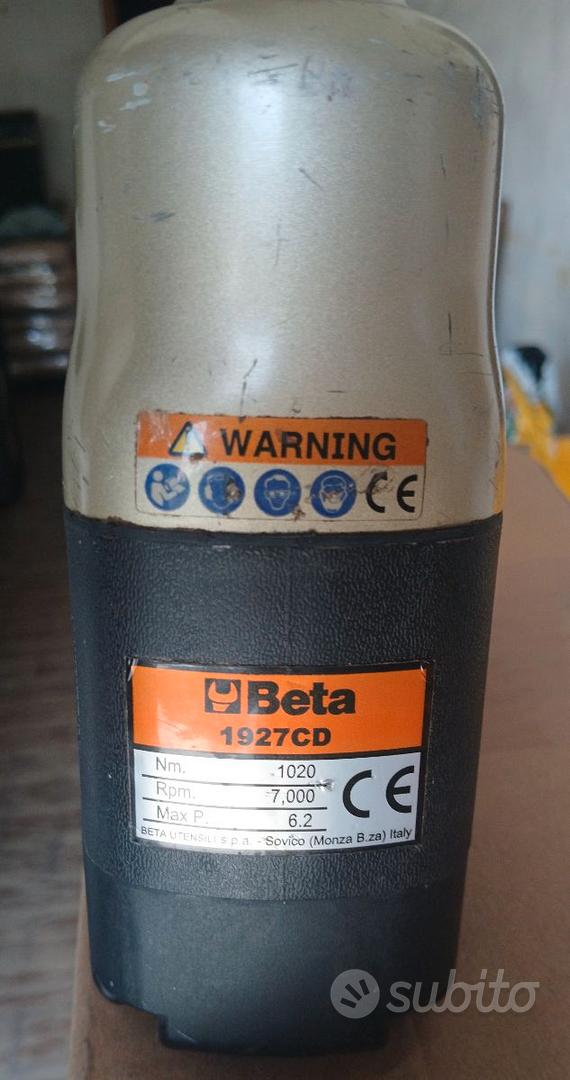 WARNING
CE
Beta
1927CD
Nm. 1020
Rpm. 7,000
Max P. 6.2
CE
BETA UTENSILI s.p.a. - Sovico (Monza B.za) Italy
subito